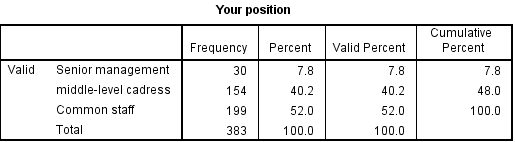 Your position
Frequency Percent Valid Percent Cumulative Percent
Valid Senior management 30 7.8 7.8 7.8
middle-level cadress 154 40.2 40.2 48.0
Common staff 199 52.0 52.0 100.0
Total 383 100.0 100.0